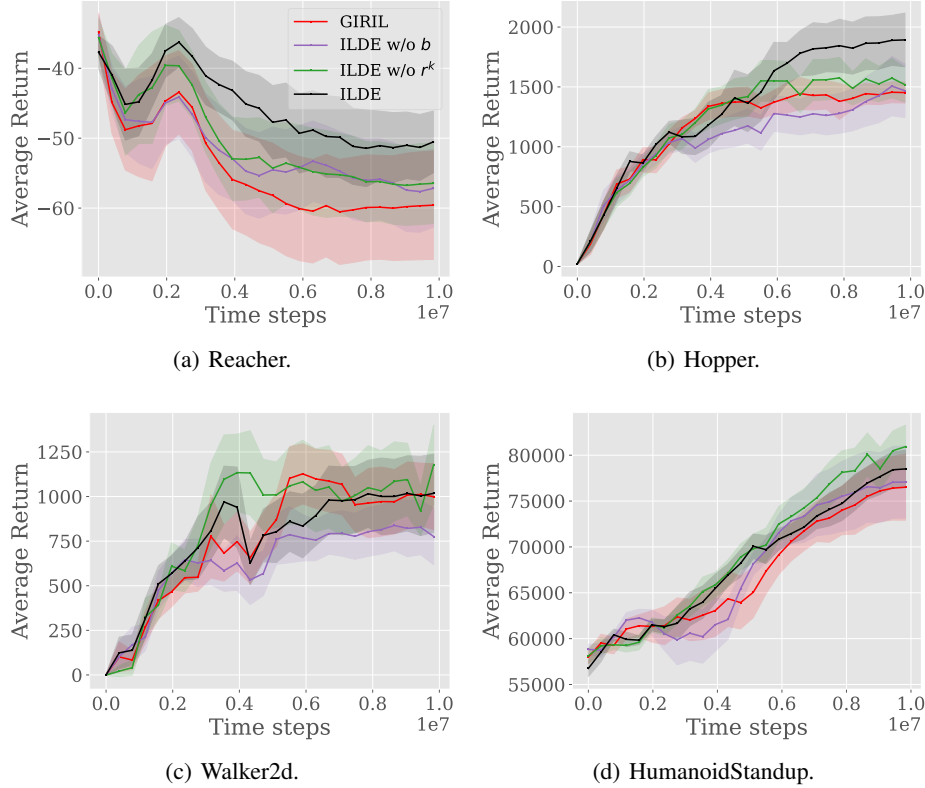 GIRIL
ILDE w/o b
ILDE w/o r^k
ILDE
Average Return
−40
−50
−60
0.0 0.2 0.4 0.6 0.8 1.0
Time steps
1e7
(a) Reacher.
Average Return
2000
1500
1000
500
0
0.0 0.2 0.4 0.6 0.8 1.0
Time steps
1e7
(b) Hopper.
Average Return
1250
1000
750
500
250
0
0.0 0.2 0.4 0.6 0.8 1.0
Time steps
1e7
(c) Walker2d.
Average Return
80000
75000
70000
65000
60000
55000
0.0 0.2 0.4 0.6 0.8 1.0
Time steps
1e7
(d) HumanoidStandup.